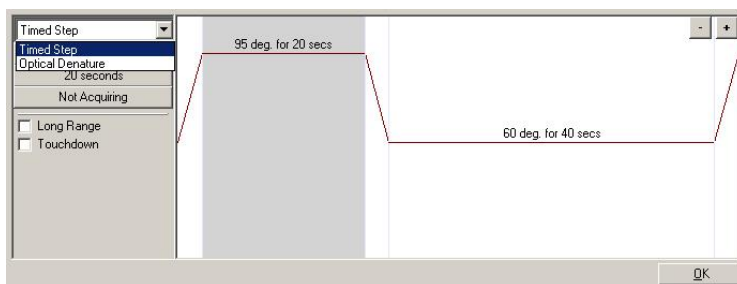 Timed Step
Timed Step
Optical Denature
20 seconds
Not Acquiring
Long Range
Touchdown
95 deg. for 20 secs
60 deg. for 40 secs
- +
OK